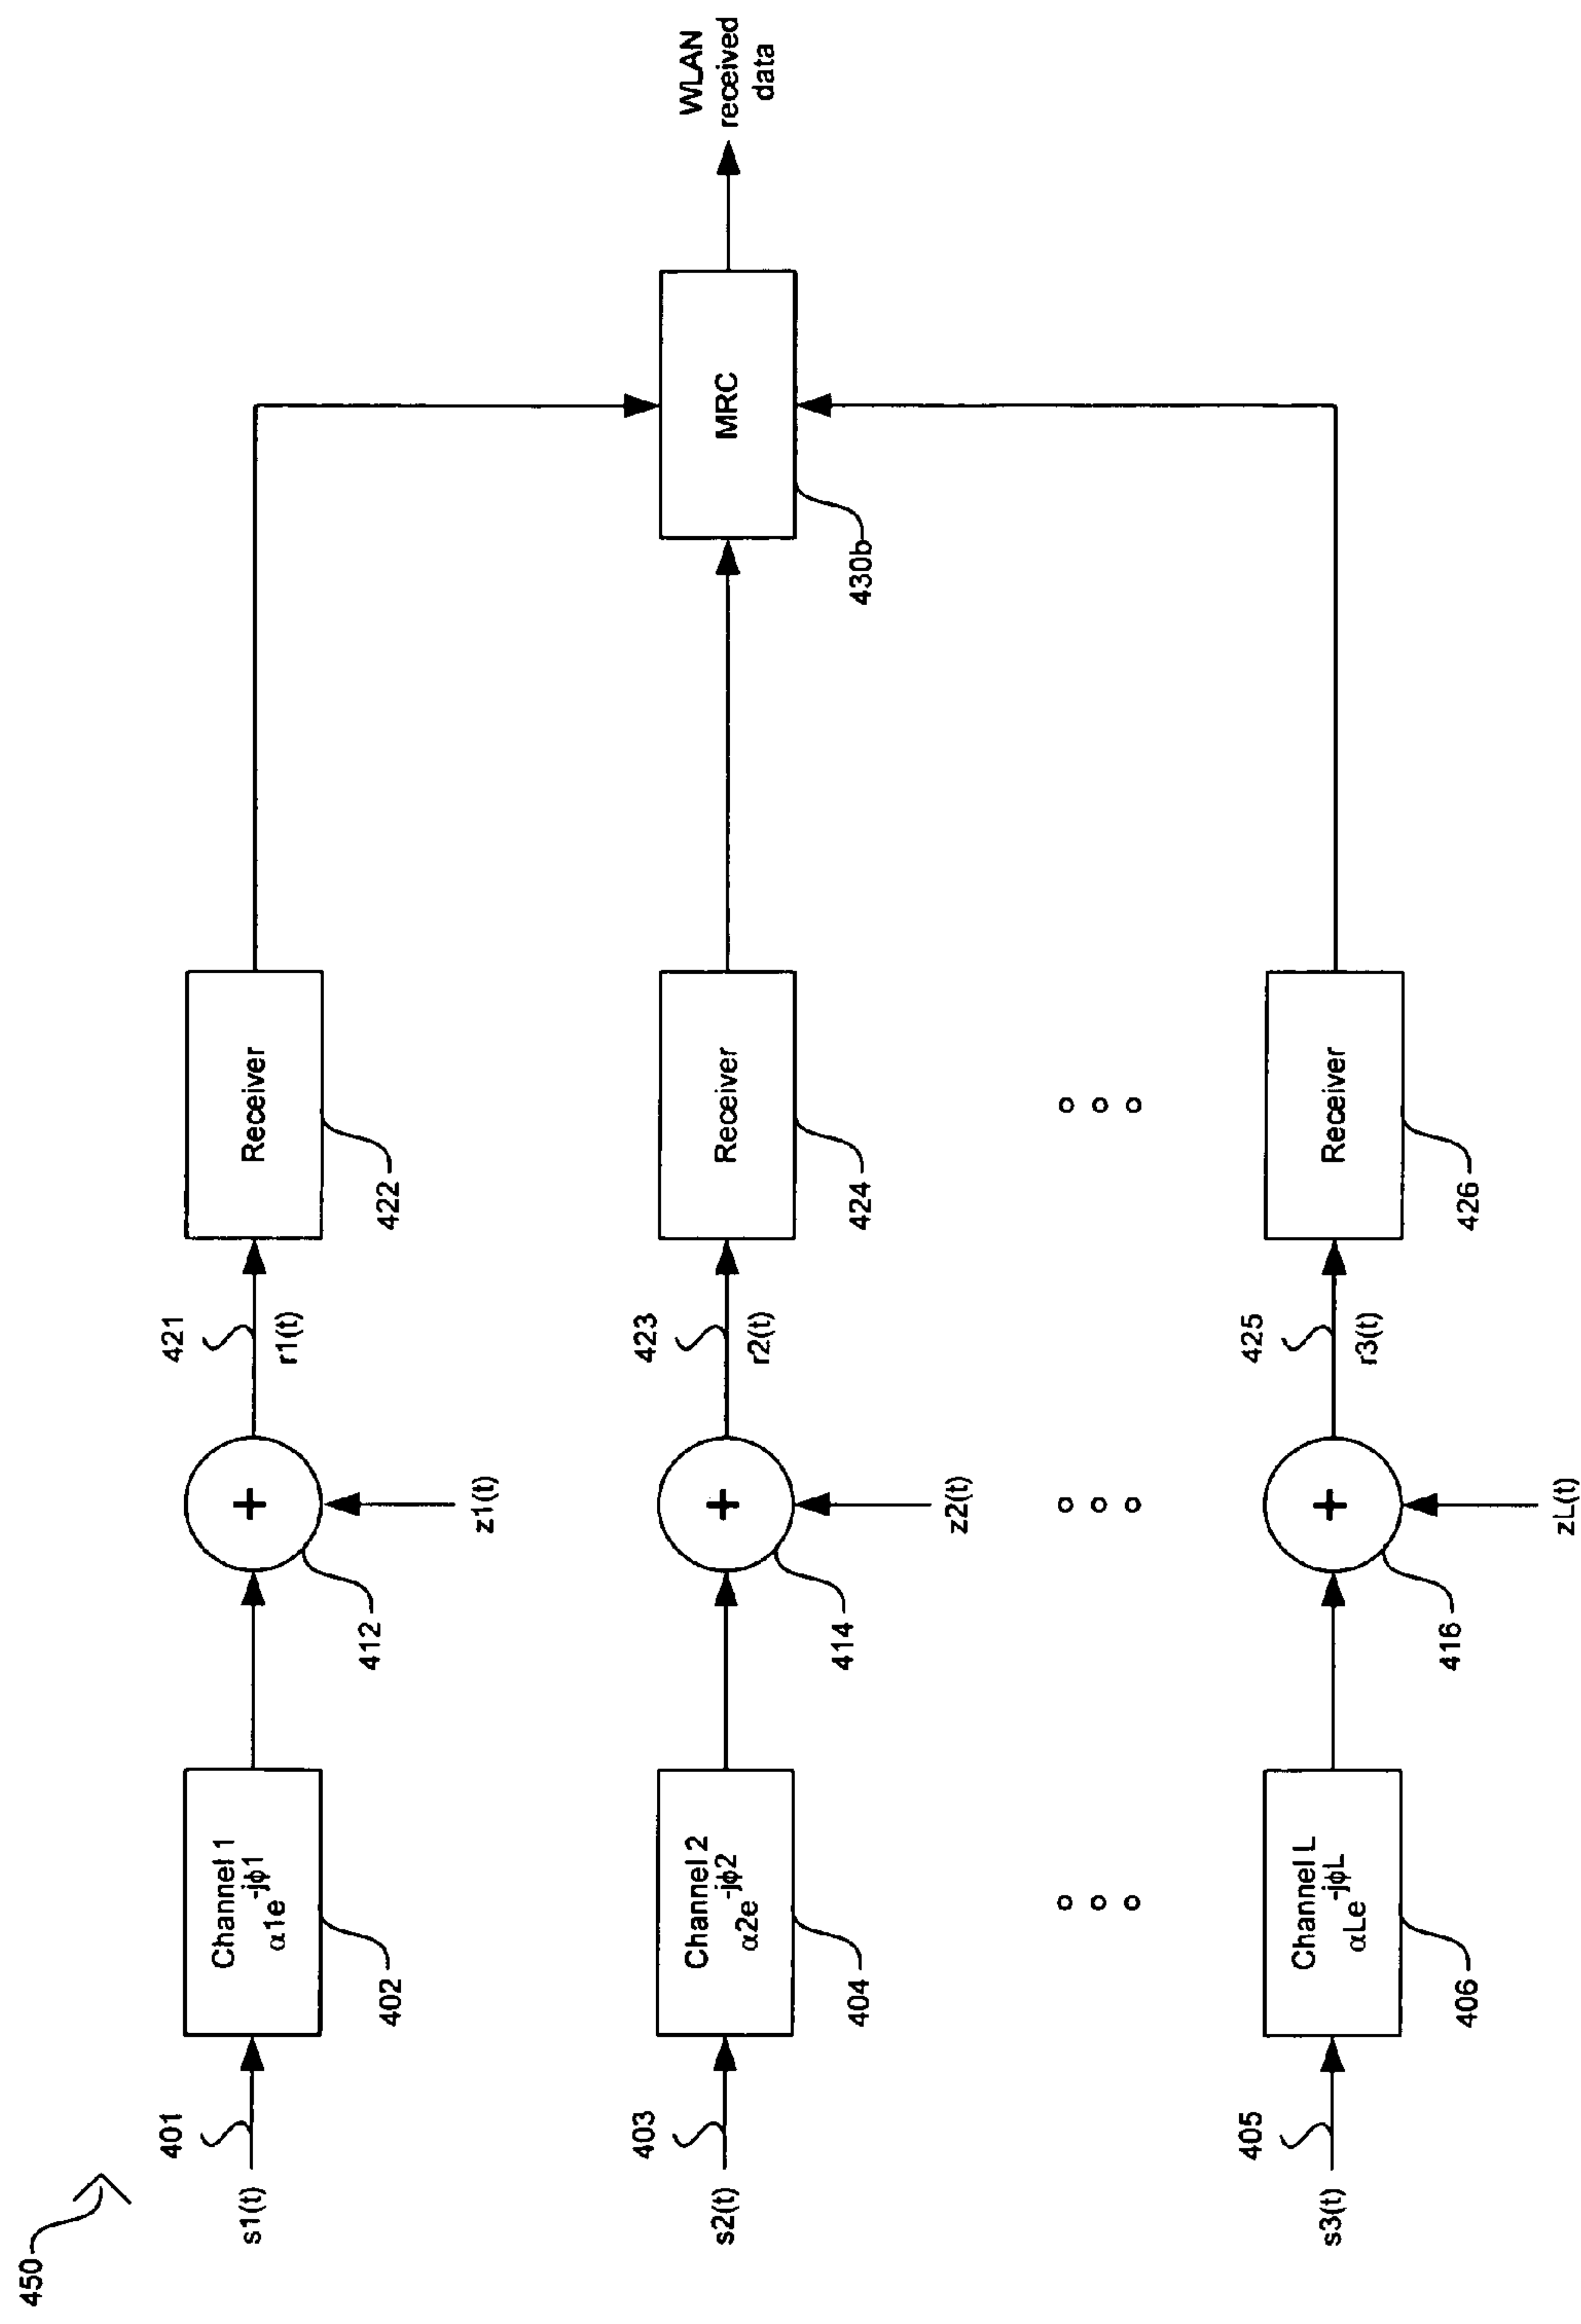 450
401
s1(t)
Channel 1
α1e-jϕ1
402
412
z1(t)
421
r1(t)
Receiver
422
403
s2(t)
Channel 2
α2e-jϕ2
404
414
z2(t)
423
r2(t)
Receiver
424
MRC
430b
WLAN
received
data
405
s3(t)
Channel L
αLe-jϕL
406
416
zL(t)
425
r3(t)
Receiver
426